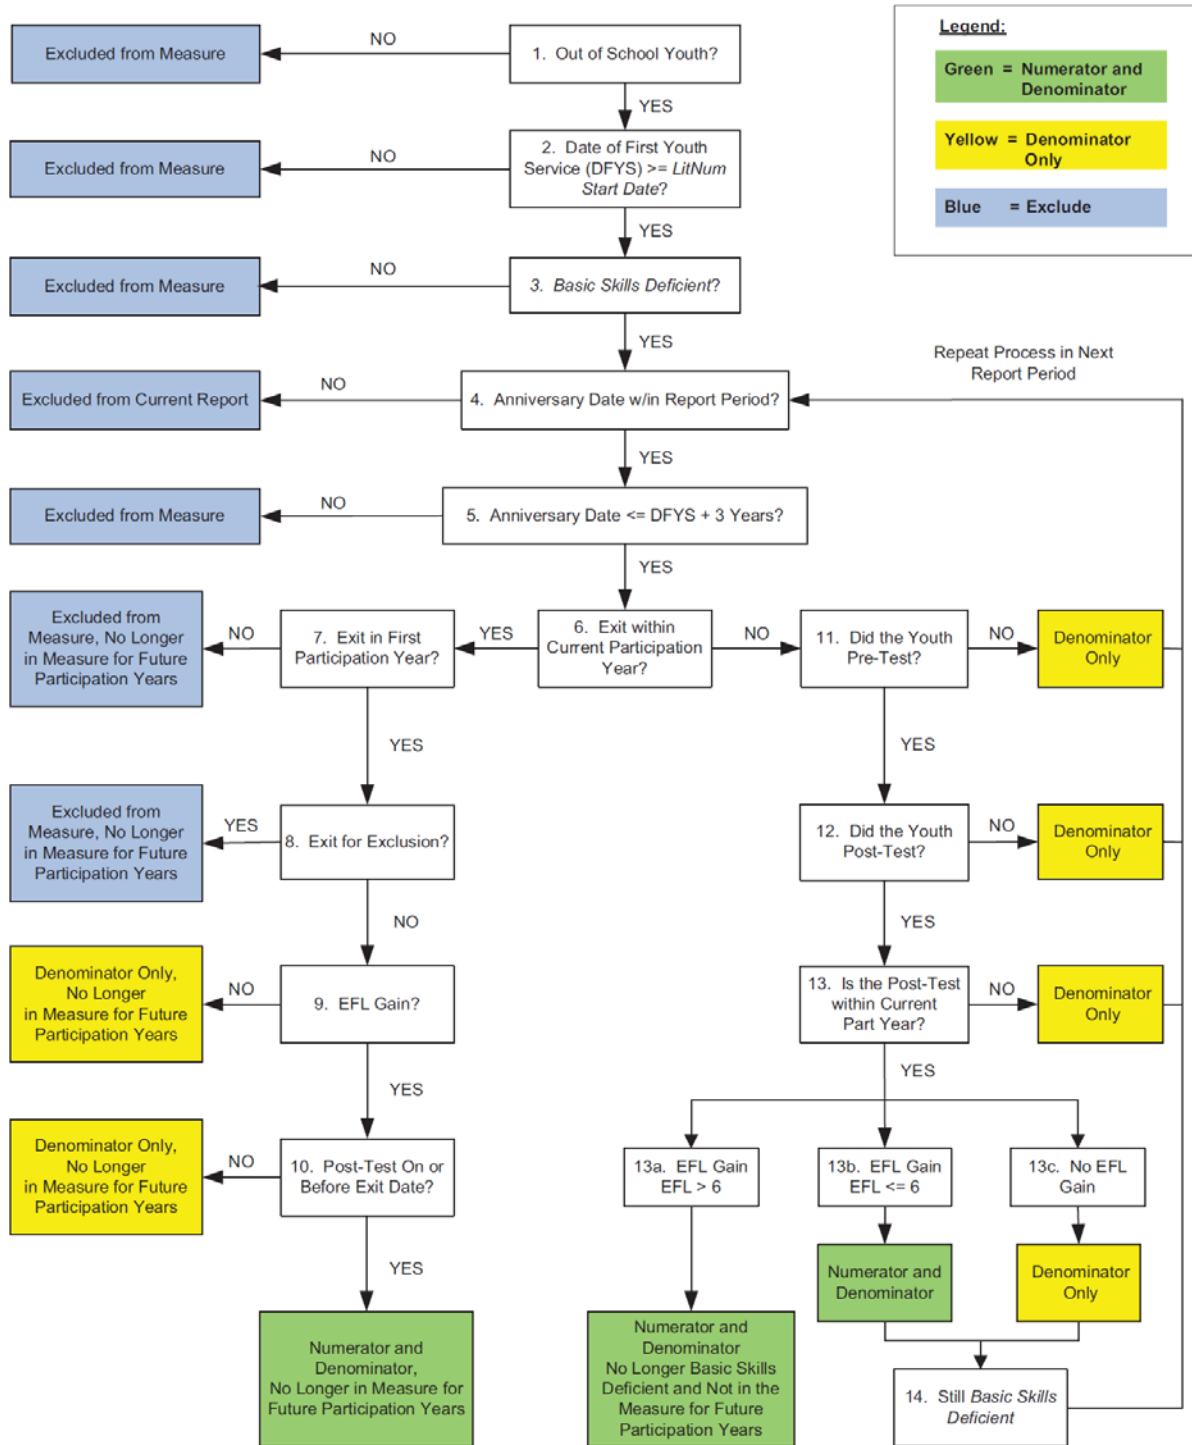 Legend:
Green = Numerator and
Denominator
Yellow = Denominator
Only
Blue = Exclude
Excluded from Measure
NO
1. Out of School Youth?
YES
Excluded from Measure
NO
2. Date of First Youth
Service (DFYS) >= LitNum
Start Date?
YES
Excluded from Measure
NO
3. Basic Skills Deficient?
YES
Repeat Process in Next
Report Period
Excluded from Current Report
NO
4. Anniversary Date w/in Report Period?
YES
Excluded from Measure
NO
5. Anniversary Date <= DFYS + 3 Years?
YES
Excluded from
Measure, No Longer
in Measure for Future
Participation Years
NO
7. Exit in First
Participation Year?
YES
6. Exit within
Current Participation
Year?
NO
11. Did the Youth
Pre-Test?
NO
Denominator
Only
YES
YES
Excluded from
Measure, No Longer
in Measure for Future
Participation Years
YES
8. Exit for Exclusion?
12. Did the Youth
Post-Test?
NO
Denominator
Only
NO
YES
Denominator Only,
No Longer
in Measure for Future
Participation Years
NO
9. EFL Gain?
13. Is the Post-Test
within Current
Part Year?
NO
Denominator
Only
YES
YES
Denominator Only,
No Longer
in Measure for Future
Participation Years
NO
10. Post-Test On or
Before Exit Date?
13a. EFL Gain
EFL > 6
13b. EFL Gain
EFL <= 6
13c. No EFL
Gain
YES
Numerator and
Denominator
Denominator
Only
Numerator and
Denominator,
No Longer in Measure for
Future Participation Years
Numerator and
Denominator
No Longer Basic Skills
Deficient and Not in the
Measure for Future
Participation Years
14. Still Basic Skills
Deficient